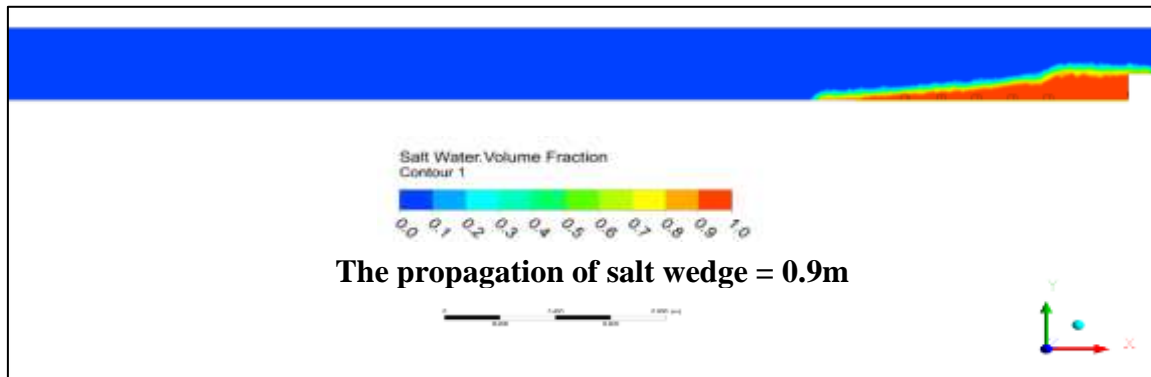 Salt Water.Volume Fraction
Contour 1
0.0 0.1 0.2 0.3 0.4 0.5 0.6 0.7 0.8 0.9 1.0
The propagation of salt wedge = 0.9m
0
Y
X